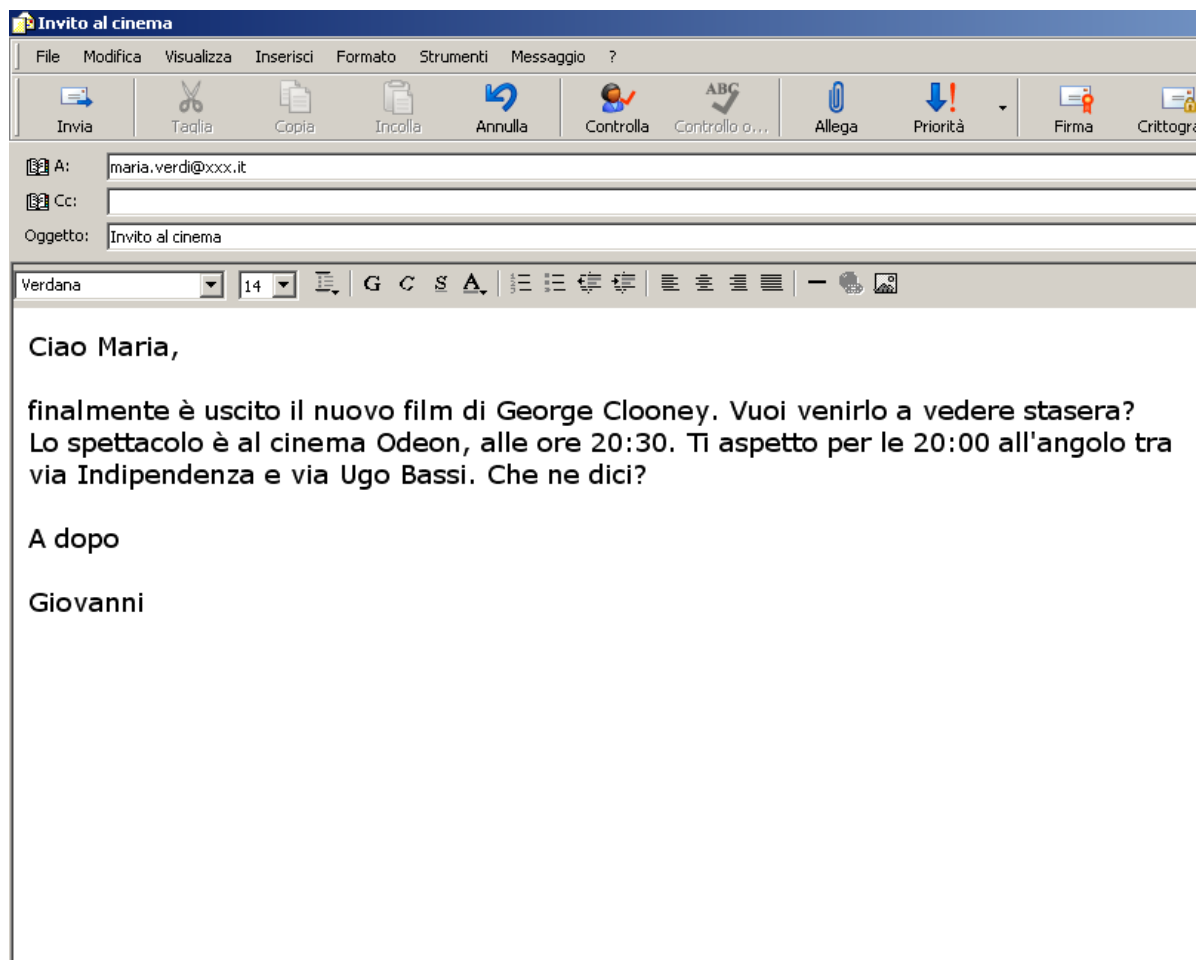 Invito al cinema
File Modifica Visualizza Inserisci Formato Strumenti Messaggio ?
ABC
Invia Taglia Copia Incolla Annulla Controlla Controllo o... Allega Priorità Firma Crittogra
A: maria.verdi@xxx.it
Cc:
Oggetto: Invito al cinema
Verdana 14 G C S A
Ciao Maria,
finalmente è uscito il nuovo film di George Clooney. Vuoi venirlo a vedere stasera?
Lo spettacolo è al cinema Odeon, alle ore 20:30. Ti aspetto per le 20:00 all'angolo tra
via Indipendenza e via Ugo Bassi. Che ne dici?
A dopo
Giovanni